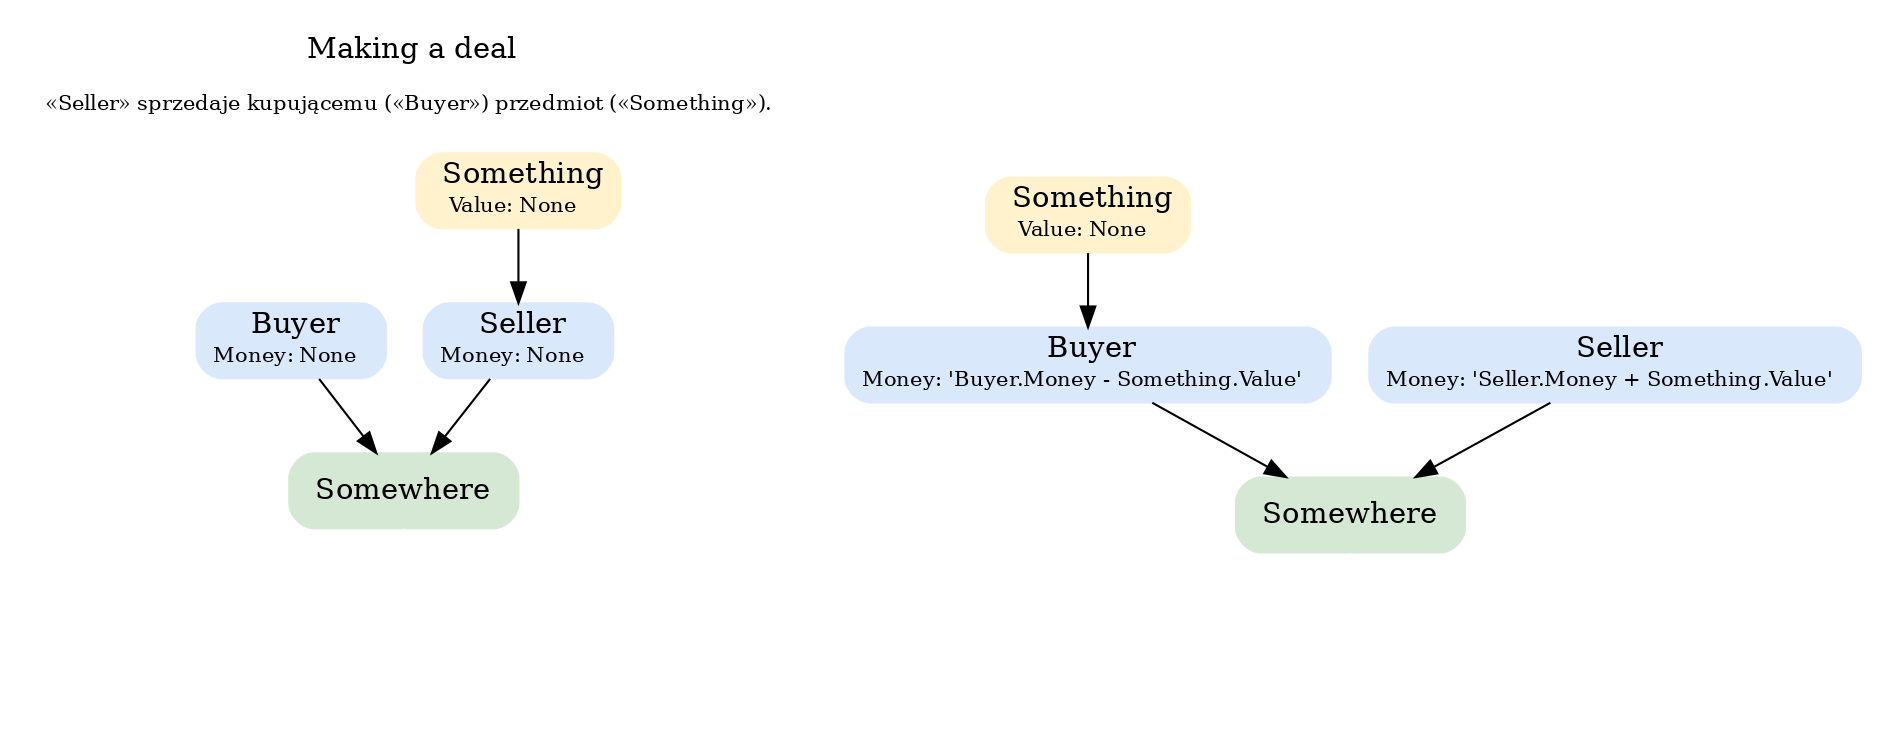 Making a deal
«Seller» sprzedaje kupującemu («Buyer») przedmiot («Something»).
Something
Value: None
Buyer
Money: None
Seller
Money: None
Somewhere
Something
Value: None
Buyer
Money: 'Buyer.Money - Something.Value'
Seller
Money: 'Seller.Money + Something.Value'
Somewhere